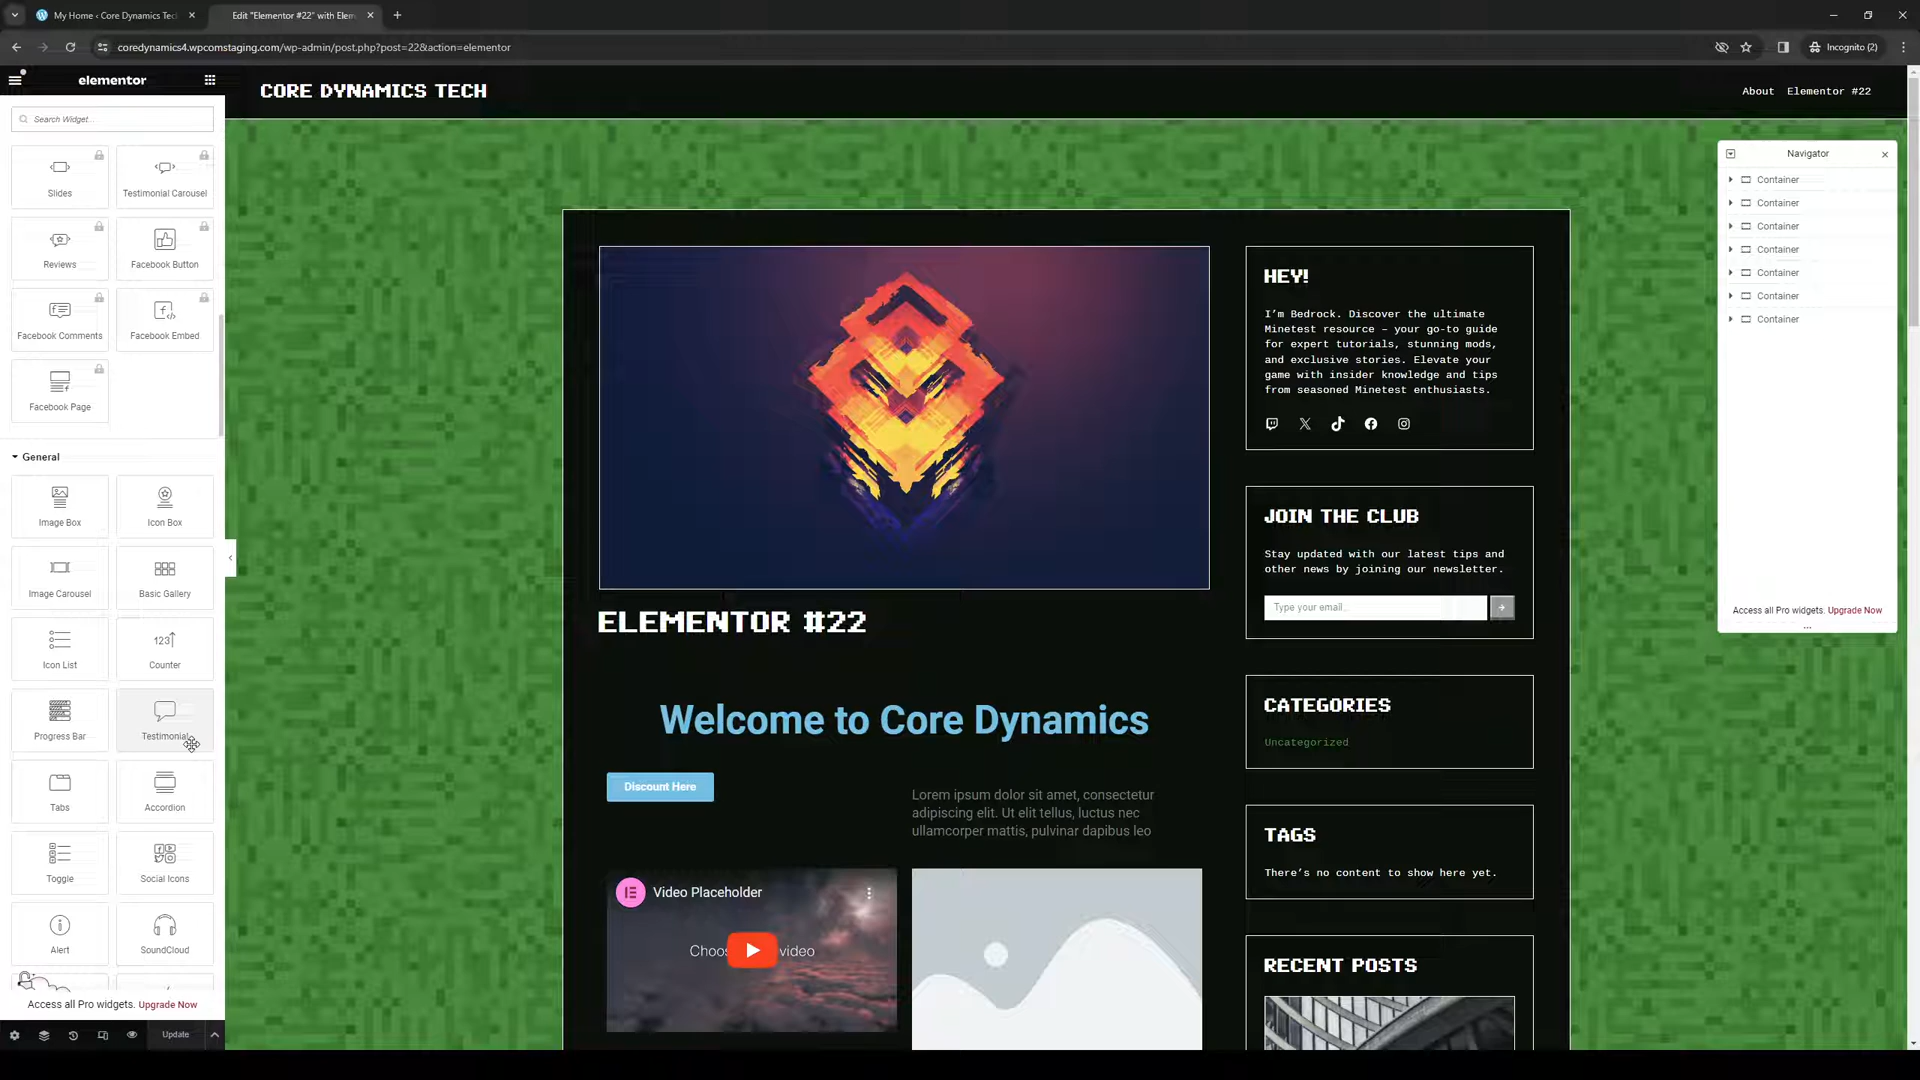 My Home ‹ Core Dynamics Tec
Edit "Elementor #22" with Elem
coredynamics4.wpcomstaging.com/wp-admin/post.php?post=22&action=elementor
Incognito (2)
elementor
Search Widget...
Slides
Testimonial Carousel
Reviews
Facebook Button
Facebook Comments
Facebook Embed
Facebook Page
General
Image Box
Icon Box
Image Carousel
Basic Gallery
Icon List
123
Counter
Progress Bar
Testimonial
Tabs
Accordion
Toggle
Social Icons
Alert
SoundCloud
Access all Pro widgets. Upgrade Now
Update
CORE DYNAMICS TECH
About Elementor #22
ELEMENTOR #22
Welcome to Core Dynamics
Discount Here
Lorem ipsum dolor sit amet, consectetur
adipiscing elit. Ut elit tellus, luctus nec
ullamcorper mattis, pulvinar dapibus leo
Video Placeholder
Choo video
HEY!
I'm Bedrock. Discover the ultimate
Minetest resource – your go-to guide
for expert tutorials, stunning mods,
and exclusive stories. Elevate your
game with insider knowledge and tips
from seasoned Minetest enthusiasts.
JOIN THE CLUB
Stay updated with our latest tips and
other news by joining our newsletter.
Type your email…
CATEGORIES
Uncategorized
TAGS
There's no content to show here yet.
RECENT POSTS
Navigator
Container
Container
Container
Container
Container
Container
Container
Access all Pro widgets. Upgrade Now